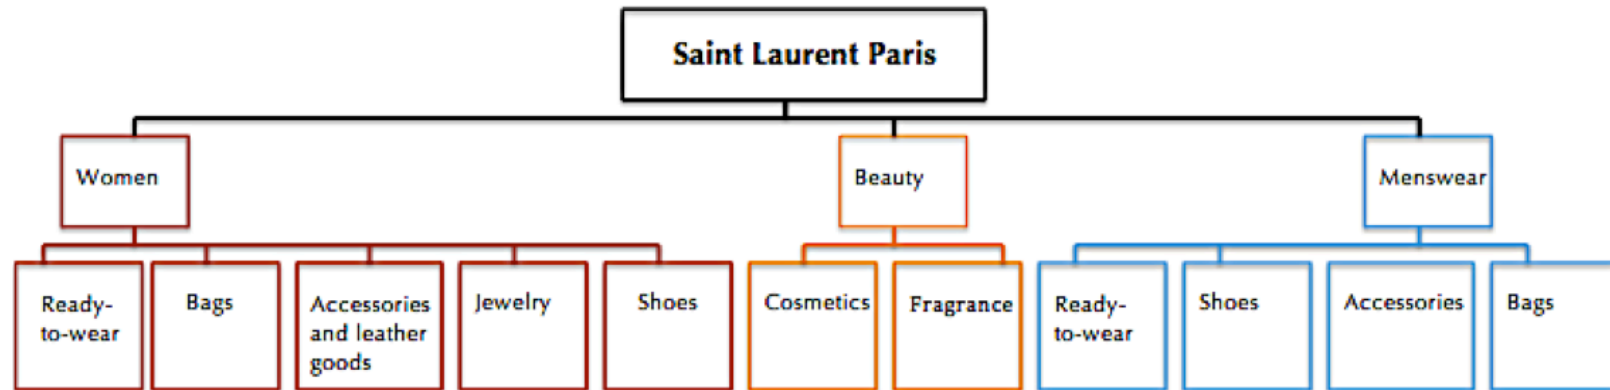 Saint Laurent Paris
Women
Beauty
Menswear
Ready-
to-wear
Bags
Accessories
and leather
goods
Jewelry
Shoes
Cosmetics
Fragrance
Ready-
to-wear
Shoes
Accessories
Bags